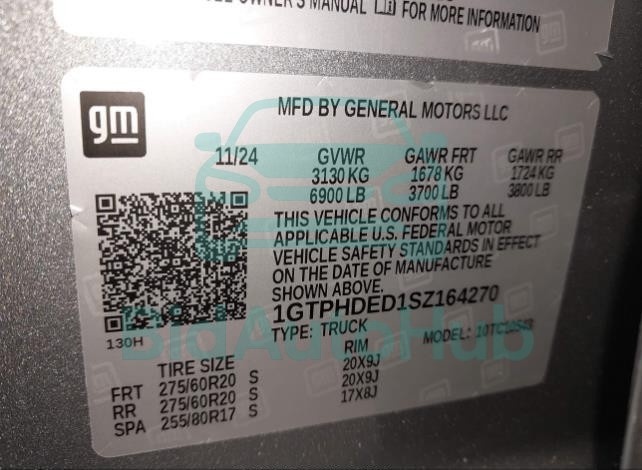 OWNER'S MANUAL FOR MORE INFORMATION
gm
MFD BY GENERAL MOTORS LLC
11/24 GVWR GAWR FRT GAWR RR
3130 KG 1678 KG 1724 KG
6900 LB 3700 LB 3800 LB
THIS VEHICLE CONFORMS TO ALL
APPLICABLE U.S. FEDERAL MOTOR
VEHICLE SAFETY STANDARDS IN EFFECT
ON THE DATE OF MANUFACTURE
SHOWN ABOVE.
1GTPHDED1SZ164270
TYPE: TRUCK MODEL:
130H
BidAutoHub
TIRE SIZE RIM
FRT 275/60R20 S 20X9J
RR 275/60R20 S 20X9J
SPA 255/80R17 S 17X8J